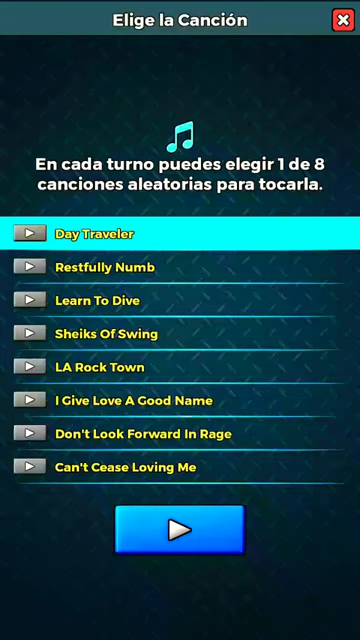 Elige la Canción
En cada turno puedes elegir 1 de 8
canciones aleatorias para tocarla.
Day Traveler
Restfully Numb
Learn To Dive
Sheiks Of Swing
LA Rock Town
I Give Love A Good Name
Don't Look Forward In Rage
Can't Cease Loving Me